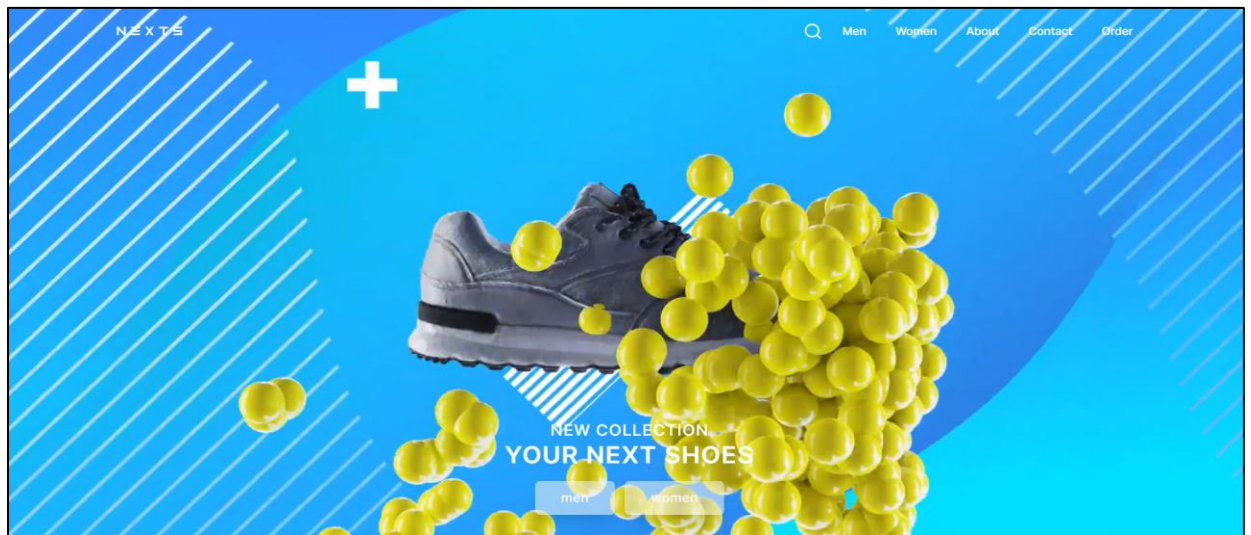 NEXTS
Men Women About Contact Order
NEW COLLECTION
YOUR NEXT SHOES
men women